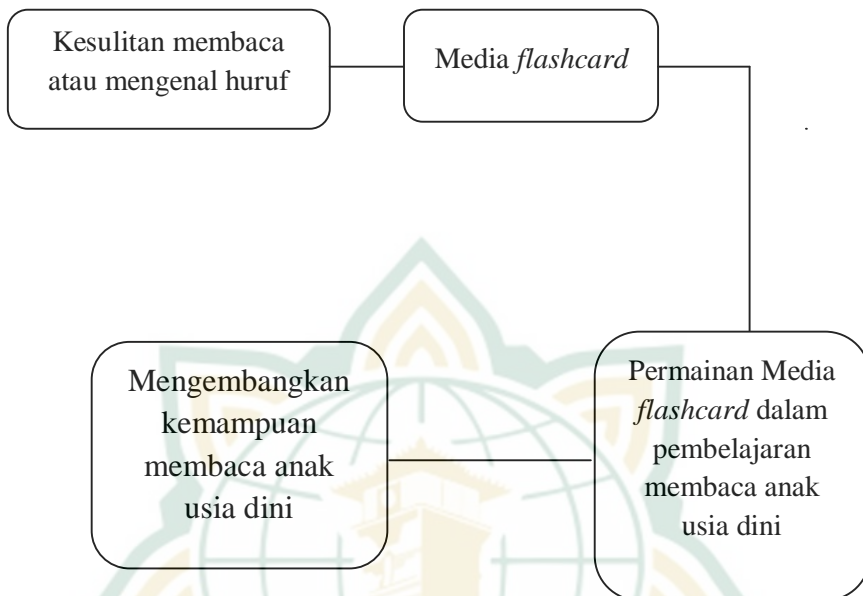 Kesulitan membaca
atau mengenal huruf
Media flashcard
Permainan Media
flashcard dalam
pembelajaran
membaca anak
usia dini
Mengembangkan
kemampuan
membaca anak
usia dini